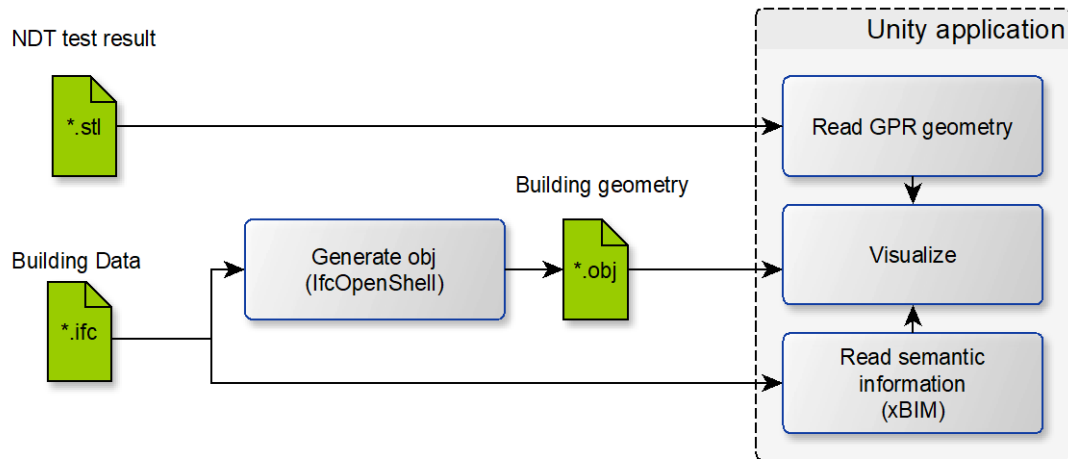 NDT test result
Unity application
*.stl
Read GPR geometry
Building geometry
Building Data
Generate obj
(IfcOpenShell)
*.obj
Visualize
*.ifc
Read semantic
information
(xBIM)